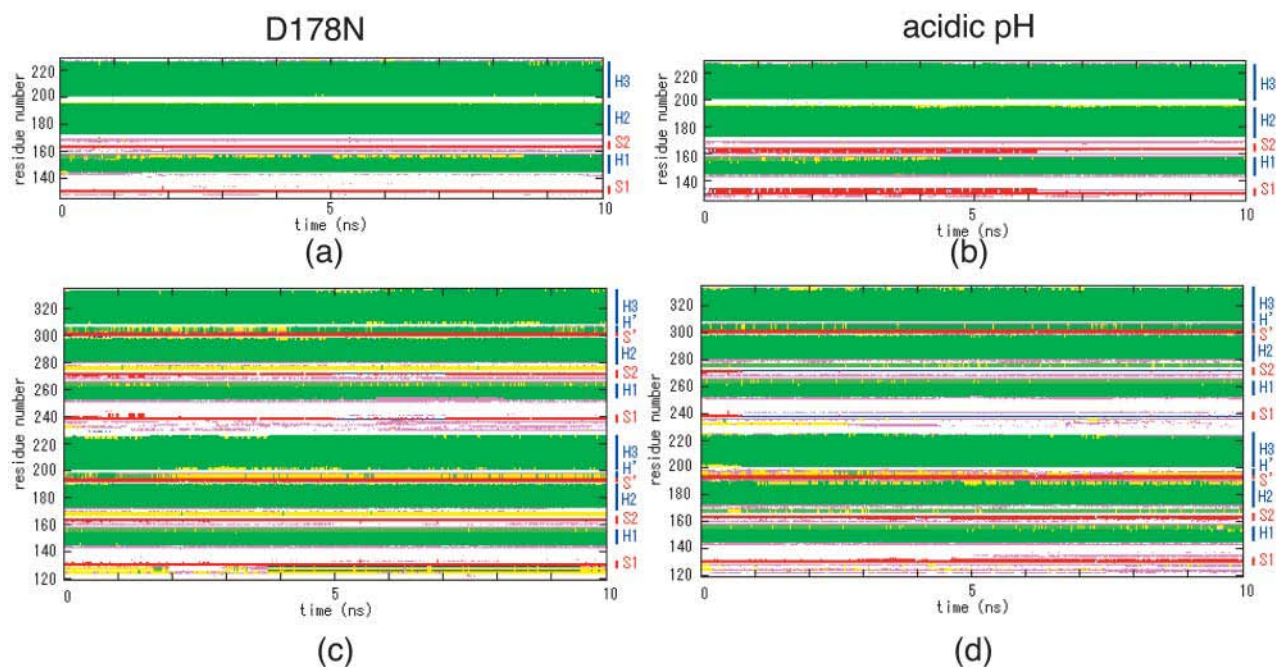 D178N
acidic pH
residue number
220
200
180
160
140
H3
H2
S2
H1
S1
0
5
10
time (ns)
(a)
residue number
220
200
180
160
140
H3
H2
S2
H1
S1
0
5
10
time (ns)
(b)
residue number
320
300
280
260
240
220
200
180
160
140
120
H3
H'
S'
H2
S2
H1
S1
H3
H'
S'
H2
S2
H1
S1
0
5
10
time (ns)
(c)
residue number
320
300
280
260
240
220
200
180
160
140
120
H3
H'
S'
H2
S2
H1
S1
H3
H'
S'
H2
S2
H1
S1
0
5
10
time (ns)
(d)